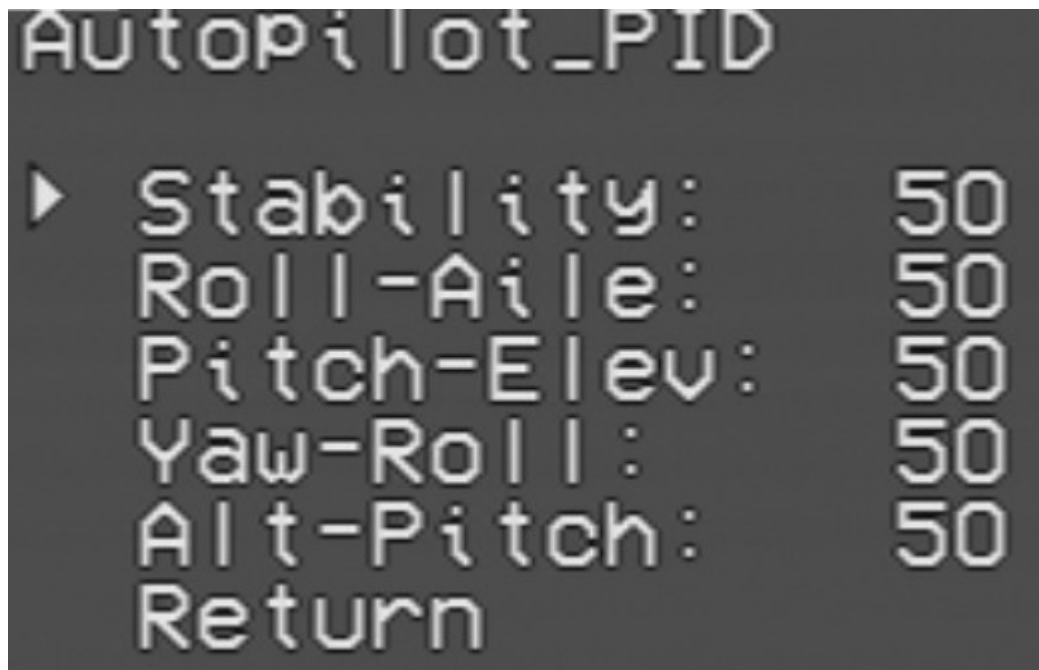 Autopilot_PID
Stability: 50
Roll-Aile: 50
Pitch-Elev: 50
Yaw-Roll: 50
Alt-Pitch: 50
Return